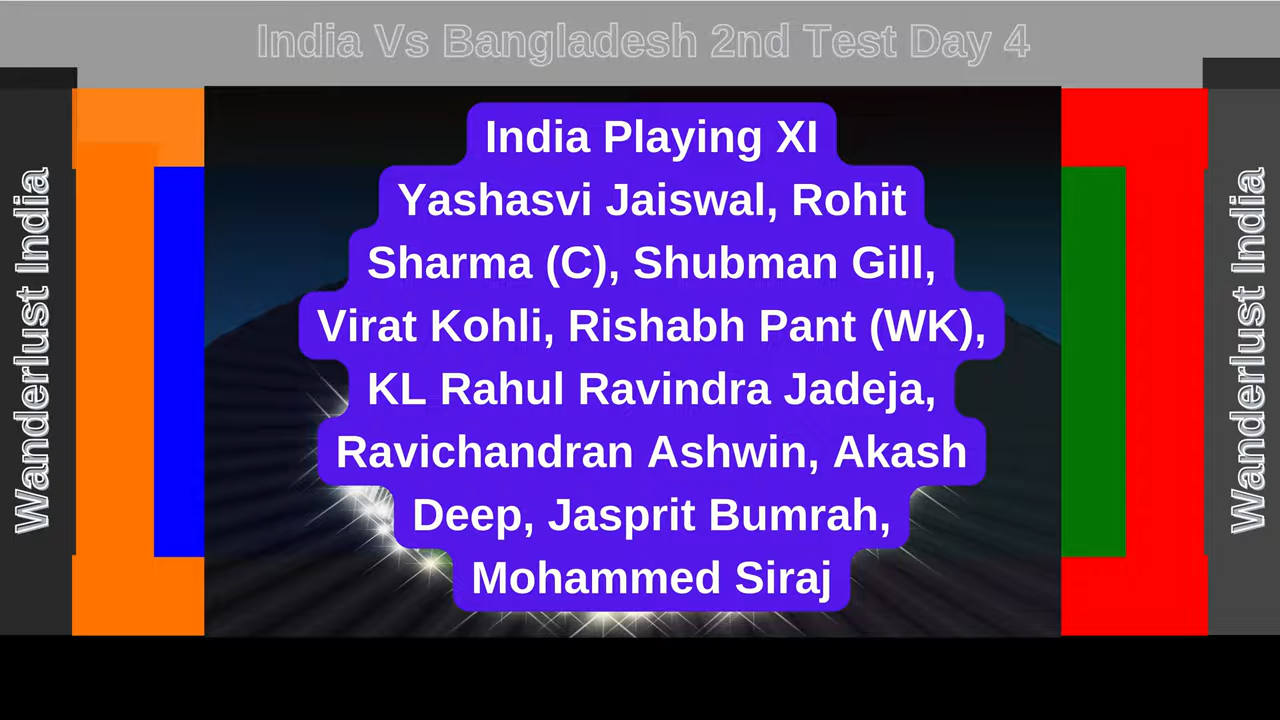 India Vs Bangladesh 2nd Test Day 4
Wanderlust India
India Playing XI
Yashasvi Jaiswal, Rohit
Sharma (C), Shubman Gill,
Virat Kohli, Rishabh Pant (WK),
KL Rahul Ravindra Jadeja,
Ravichandran Ashwin, Akash
Deep, Jasprit Bumrah,
Mohammed Siraj
Wanderlust India